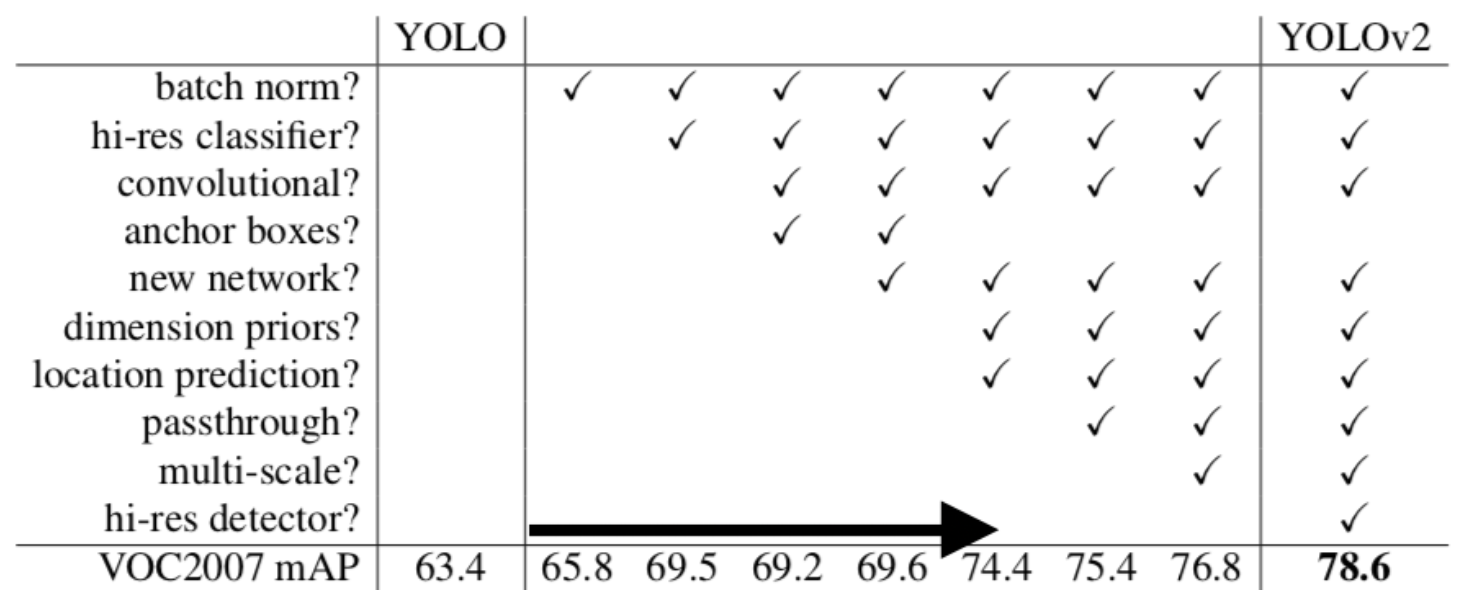 YOLO YOLOv2
batch norm? ✓ ✓ ✓ ✓ ✓ ✓ ✓ ✓
hi-res classifier? ✓ ✓ ✓ ✓ ✓ ✓ ✓
convolutional? ✓ ✓ ✓ ✓ ✓ ✓
anchor boxes? ✓ ✓
new network? ✓ ✓ ✓ ✓ ✓
dimension priors? ✓ ✓ ✓ ✓
location prediction? ✓ ✓ ✓ ✓
passthrough? ✓ ✓ ✓
multi-scale? ✓ ✓
hi-res detector? ✓
VOC2007 mAP 63.4 65.8 69.5 69.2 69.6 74.4 75.4 76.8 78.6